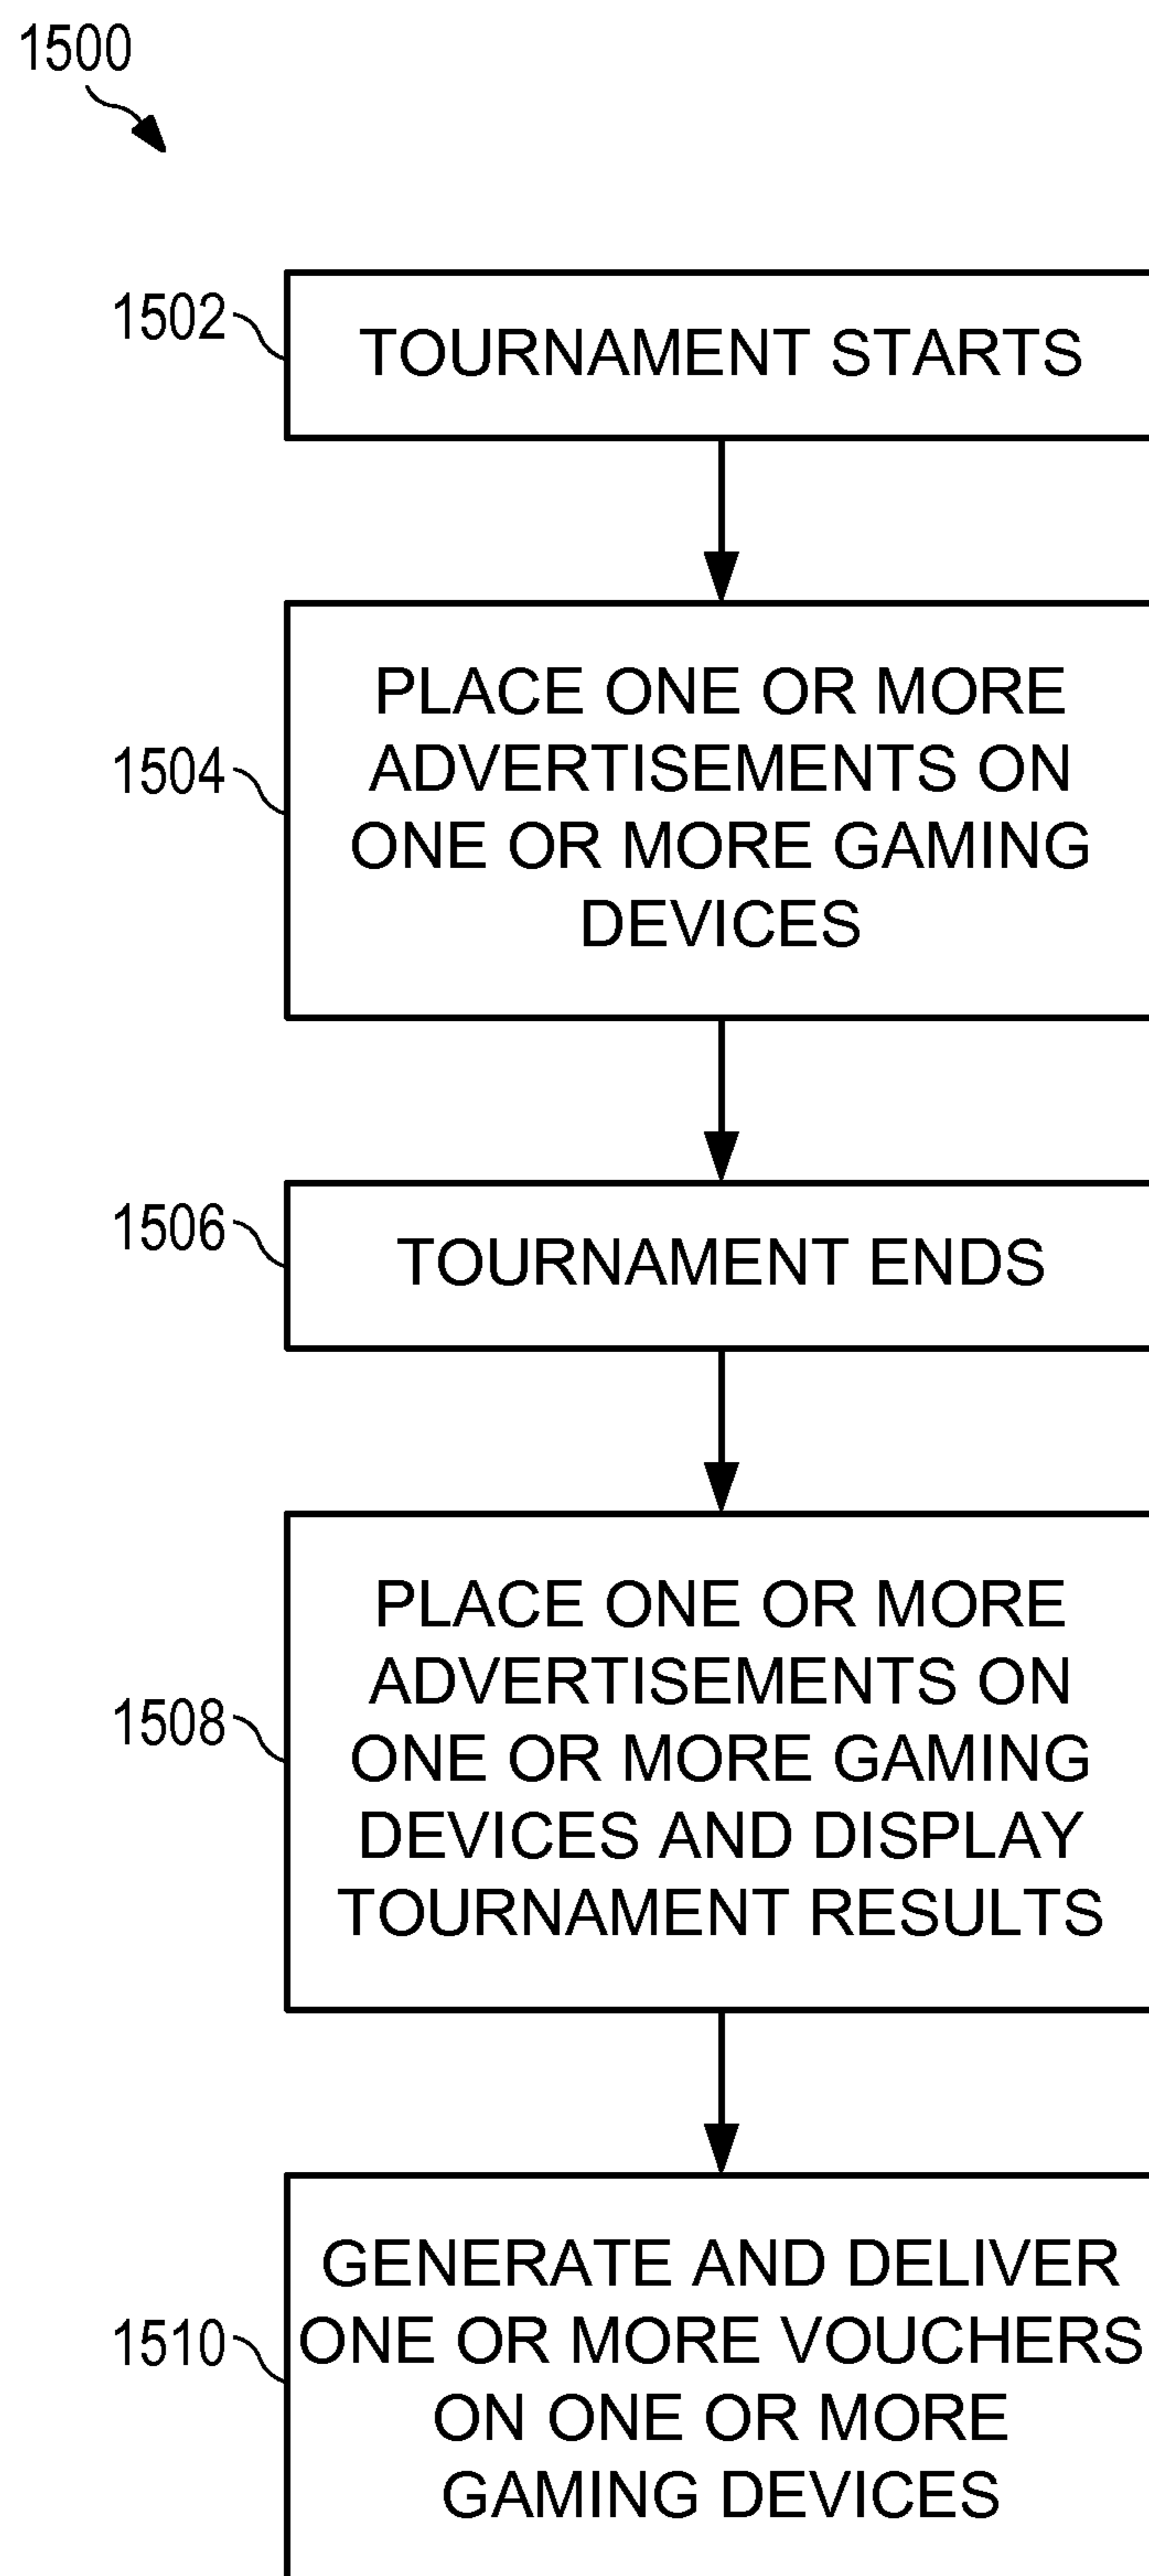 1500
1502
TOURNAMENT STARTS
1504
PLACE ONE OR MORE
ADVERTISEMENTS ON
ONE OR MORE GAMING
DEVICES
1506
TOURNAMENT ENDS
1508
PLACE ONE OR MORE
ADVERTISEMENTS ON
ONE OR MORE GAMING
DEVICES AND DISPLAY
TOURNAMENT RESULTS
1510
GENERATE AND DELIVER
ONE OR MORE VOUCHERS
ON ONE OR MORE
GAMING DEVICES